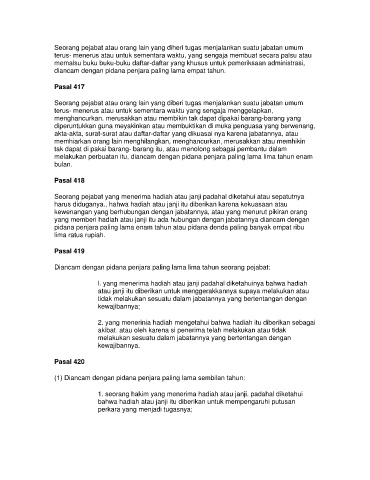 Seorang pejabat atau orang lain yang diheri tugas menjalankan suatu jabatan umum
terus- menerus atau untuk sementara waktu, yang sengaja membuat secara palsu atau
memalsu buku buku-buku daftar-daftar yang khusus untuk pemeriksaan administrasi,
diancam dengan pidana penjara paling lama empat tahun.
Pasal 417
Seorang pejabat atau orang lain yang diberi tugas menjalankan suatu jabatan umum
terus- menerus atau untuk sementara waktu yang sengaja menggelapkan,
menghancurkan. merusakkan atau membikin tak dapat dipakai barang-barang yang
diperuntukkan guna meyakinkan atau membuktikan di muka penguasa yang berwenang,
akta-akta, surat-surat atau daftar-daftar yang dikuasai nya karena jabatannya, atau
memhiarkan orang lain menghilangkan, menghancurkan, merusakkan atau memhikin
tsk dapat di pakai barang- barang itu, atau menolong sebagai pembantu dalam
melakukan perbuatan itu, diancam dengan pidana penjara paling lama lima tahun enam
bulan.
Pasal 418
Seorang pejabat yang menerima hadiah atau janji padahal diketahui atau sepatutnya
harus diduganya., hahwa hadiah atau janji itu diberikan karena kekuasaan atau
kewenangan yang berhubungan dengan jabatannya, atau yang menurut pikiran orang
yang memberi hadiah atau janji itu ada hubungan dengan jabatannya diancam dengan
pidana penjara paling lama enam tahun atau pidana denda paling banyak empat ribu
lima ratus rupiah.
Pasal 419
Diancam dengan pidana penjara paling lama lima tahun seorang pejabat:
l. yang menerima hadiah atau janji padahal diketahuinya bahwa hadiah
atau janji itu diberikan untuk menggerakkannya supaya melakukan atau
tidak melakukan sesuatu dalam jabatannya yang bertentangan dengan
kewajibannya;
2. yang menerinia hadiah mengetahui bahwa hadiah itu diberikan sebagai
akibat. atau oleh karena si penerima telah melakukan atau tidak
melakukan sesuatu dalam jabatannya yang bertentangan dengan
kewajibannya.
Pasal 420
(1) Diancam dengan pidana penjara paling lama sembilan tahun:
1. seorang hakim yang menerima hadiah atau janji. padahal diketahui
bahwa hadiah atau janji itu diberikan untuk mempengaruhi putusan
perkara yang menjadi tugasnya;